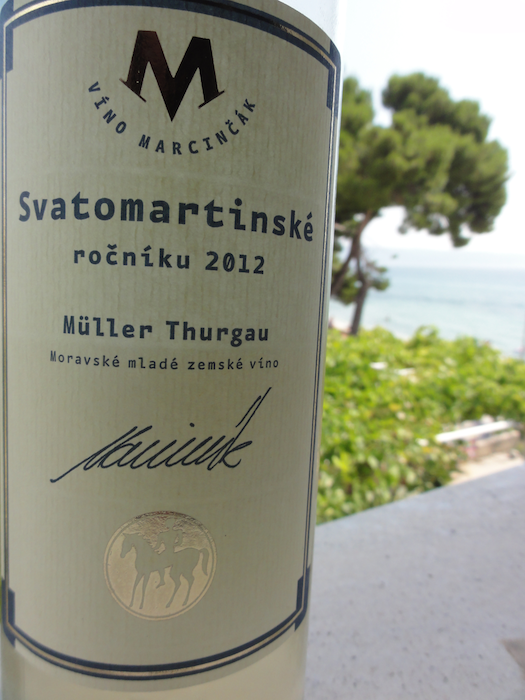 M
VÍNO MARCINČÁK
Svatomartinské
ročníku 2012
Müller Thurgau
Moravské mladé zemské víno